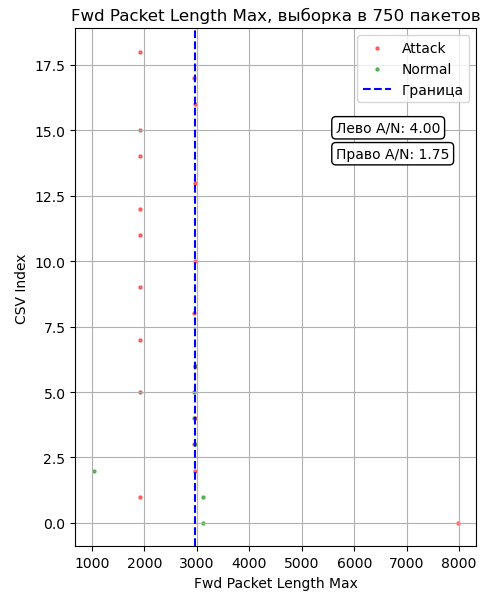 Fwd Packet Length Max, выборка в 750 пакетов
Attack
Normal
Граница
Лево A/N: 4.00
Право A/N: 1.75
17.5
15.0
12.5
10.0
7.5
5.0
2.5
0.0
CSV Index
1000 2000 3000 4000 5000 6000 7000 8000
Fwd Packet Length Max